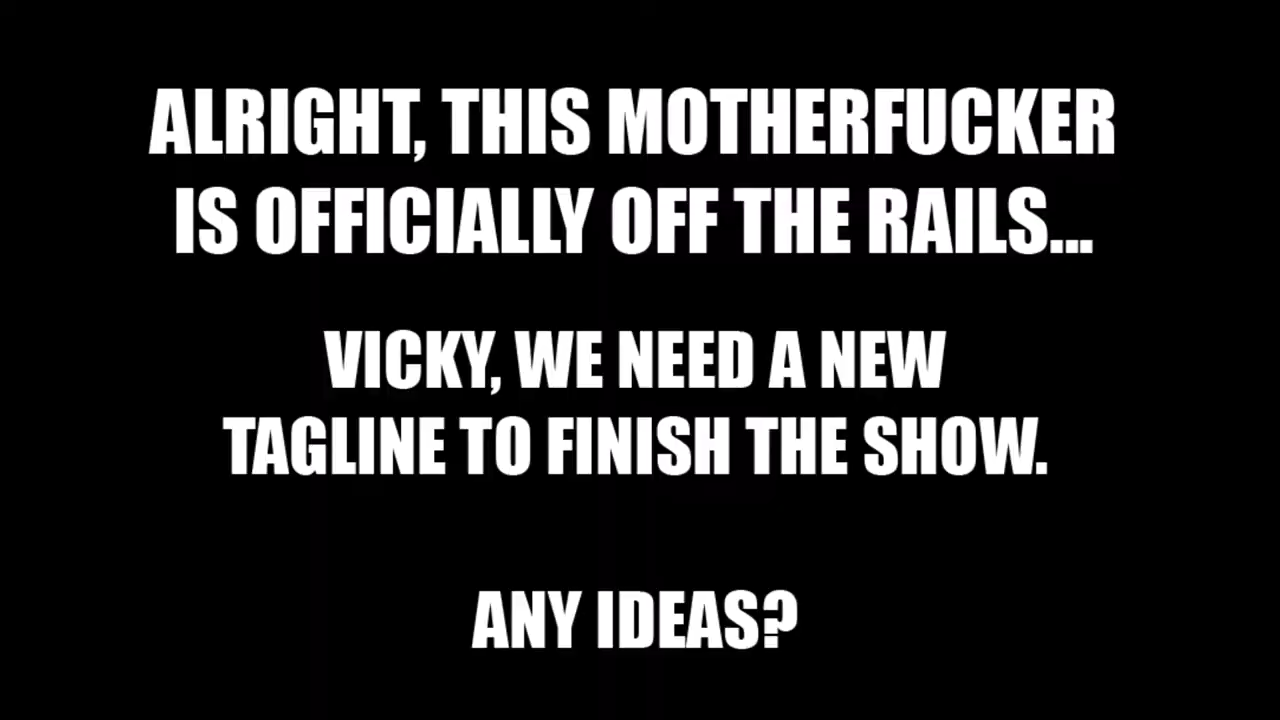 ALRIGHT, THIS MOTHERFUCKER
IS OFFICIALLY OFF THE RAILS...
VICKY, WE NEED A NEW
TAGLINE TO FINISH THE SHOW.
ANY IDEAS?